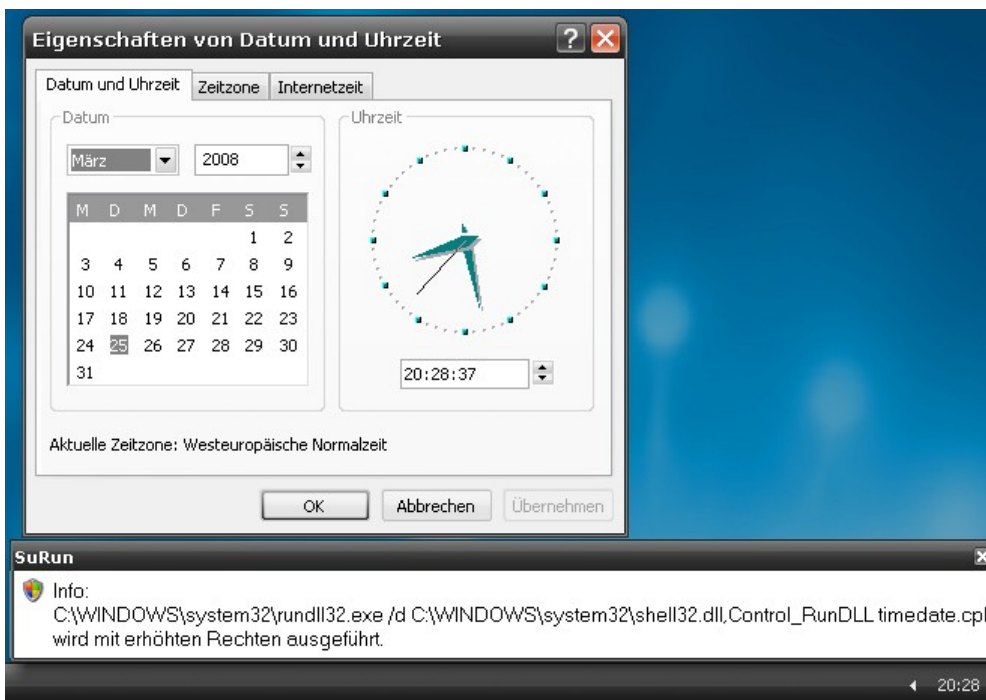 Eigenschaften von Datum und Uhrzeit
Datum und Uhrzeit Zeitzone Internetzeit
Datum
Uhrzeit
März 2008
M D M D F S S
1 2
3 4 5 6 7 8 9
10 11 12 13 14 15 16
17 18 19 20 21 22 23
24 25 26 27 28 29 30
31
20:28:37
Aktuelle Zeitzone: Westeuropäische Normalzeit
OK Abbrechen Übernehmen
SuRun
Info:
C:\WINDOWS\system32\rundll32.exe /d C:\WINDOWS\system32\shell32.dll,Control_RunDLL timedate.cpl
wird mit erhöhten Rechten ausgeführt.
20:28